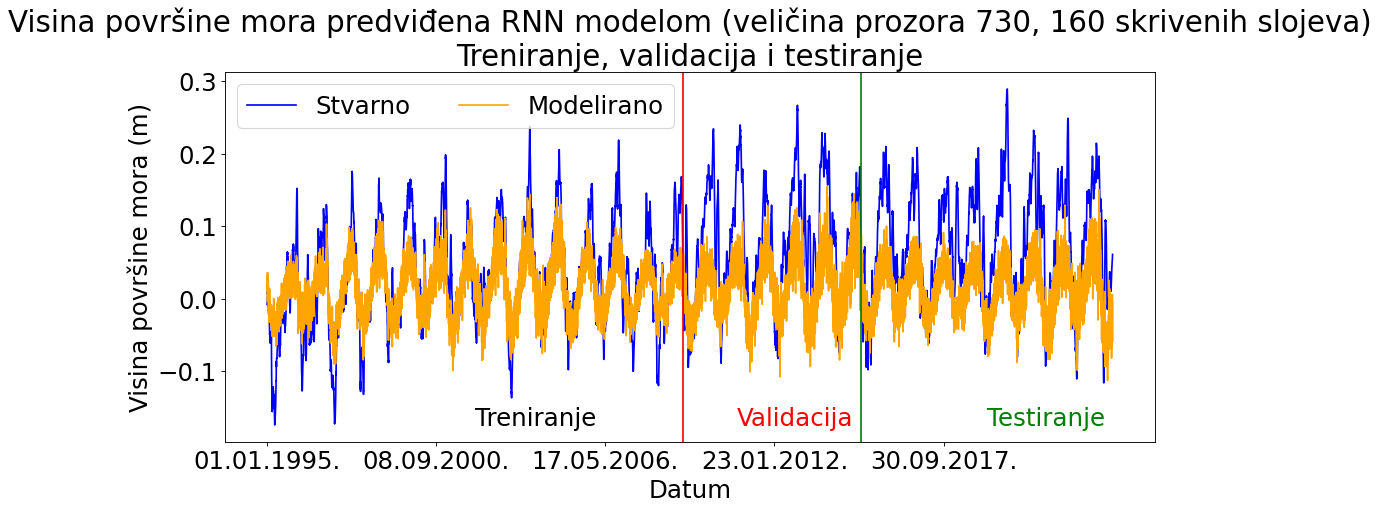 Visina površine mora predviđena RNN modelom (veličina prozora 730, 160 skrivenih slojeva)
Treniranje, validacija i testiranje
Stvarno
Modelirano
Visina površine mora (m)
0.3
0.2
0.1
0.0
−0.1
Treniranje
Validacija
Testiranje
01.01.1995.
08.09.2000.
17.05.2006.
23.01.2012.
30.09.2017.
Datum